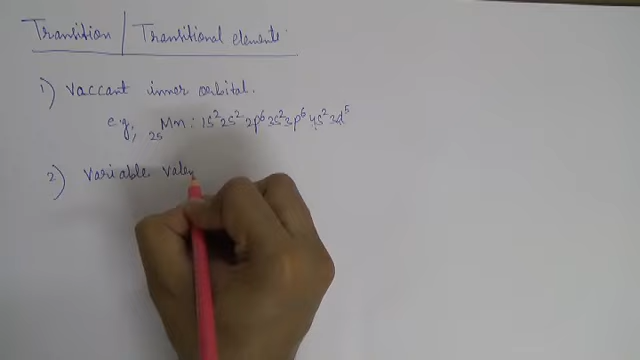 Transition / Transitional elements.
1) Vaccant inner orbital.
e.g, ₂₅Mn : 1s² 2s² 2p⁶ 3s² 3p⁶ 4s² 3d⁵
2) Variable Valen